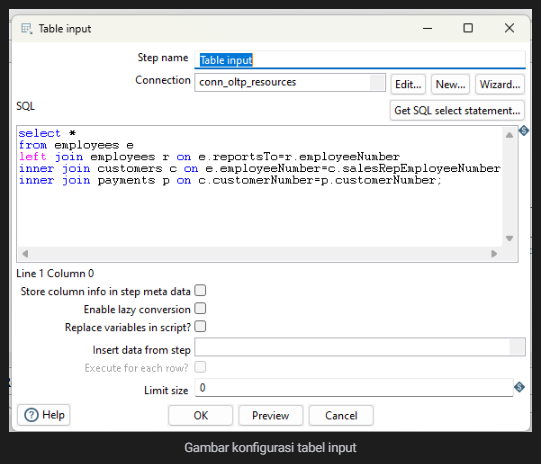 Table input
Step name Table input
Connection conn_oltp_resources Edit... New... Wizard...
SQL Get SQL select statement...
select *
from employees e
left join employees r on e.reportsTo=r.employeeNumber
inner join customers c on e.employeeNumber=c.salesRepEmployeeNumber
inner join payments p on c.customerNumber=p.customerNumber;
Line 1 Column 0
Store column info in step meta data
Enable lazy conversion
Replace variables in script?
Insert data from step
Execute for each row?
Limit size 0
Help OK Preview Cancel
Gambar konfigurasi tabel input